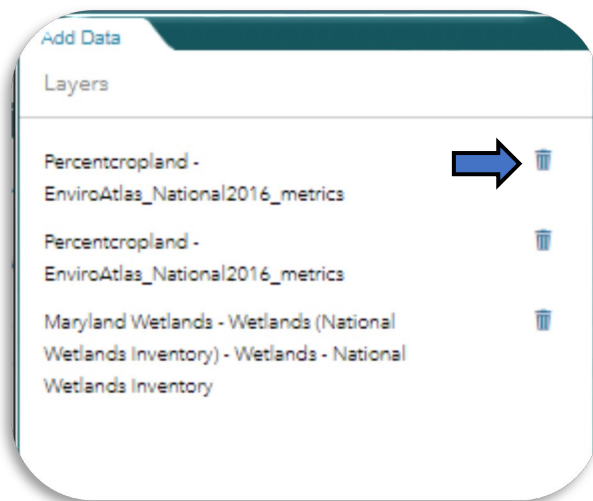 Add Data
Layers
Percentcropland -
EnviroAtlas_National2016_metrics
Percentcropland -
EnviroAtlas_National2016_metrics
Maryland Wetlands - Wetlands (National
Wetlands Inventory) - Wetlands - National
Wetlands Inventory